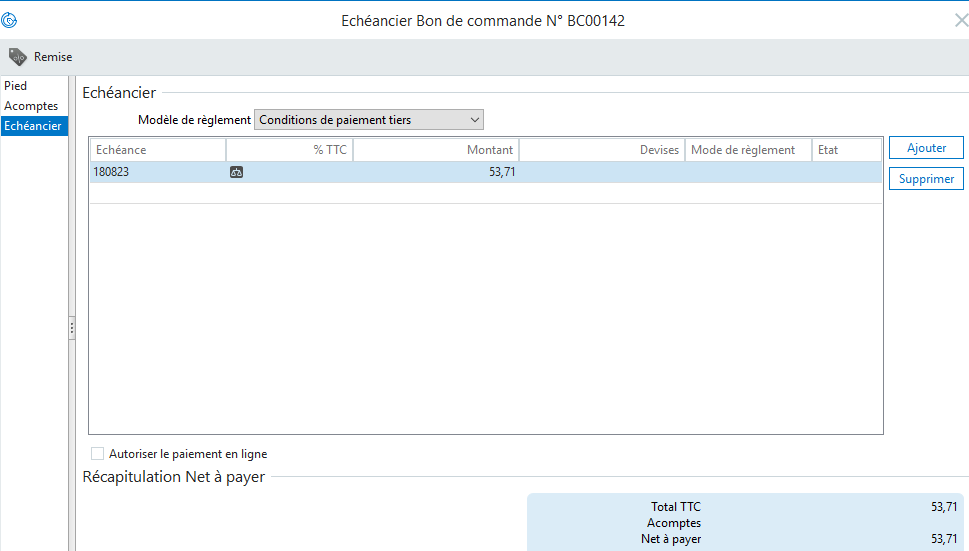 Echéancier Bon de commande N° BC00142
Remise
Pied
Acomptes
Echéancier
Echéancier
Modèle de règlement Conditions de paiement tiers
Echéance % TTC Montant Devises Mode de règlement Etat
180823 53,71
Ajouter
Supprimer
Autoriser le paiement en ligne
Récapitulation Net à payer
Total TTC 53,71
Acomptes
Net à payer 53,71